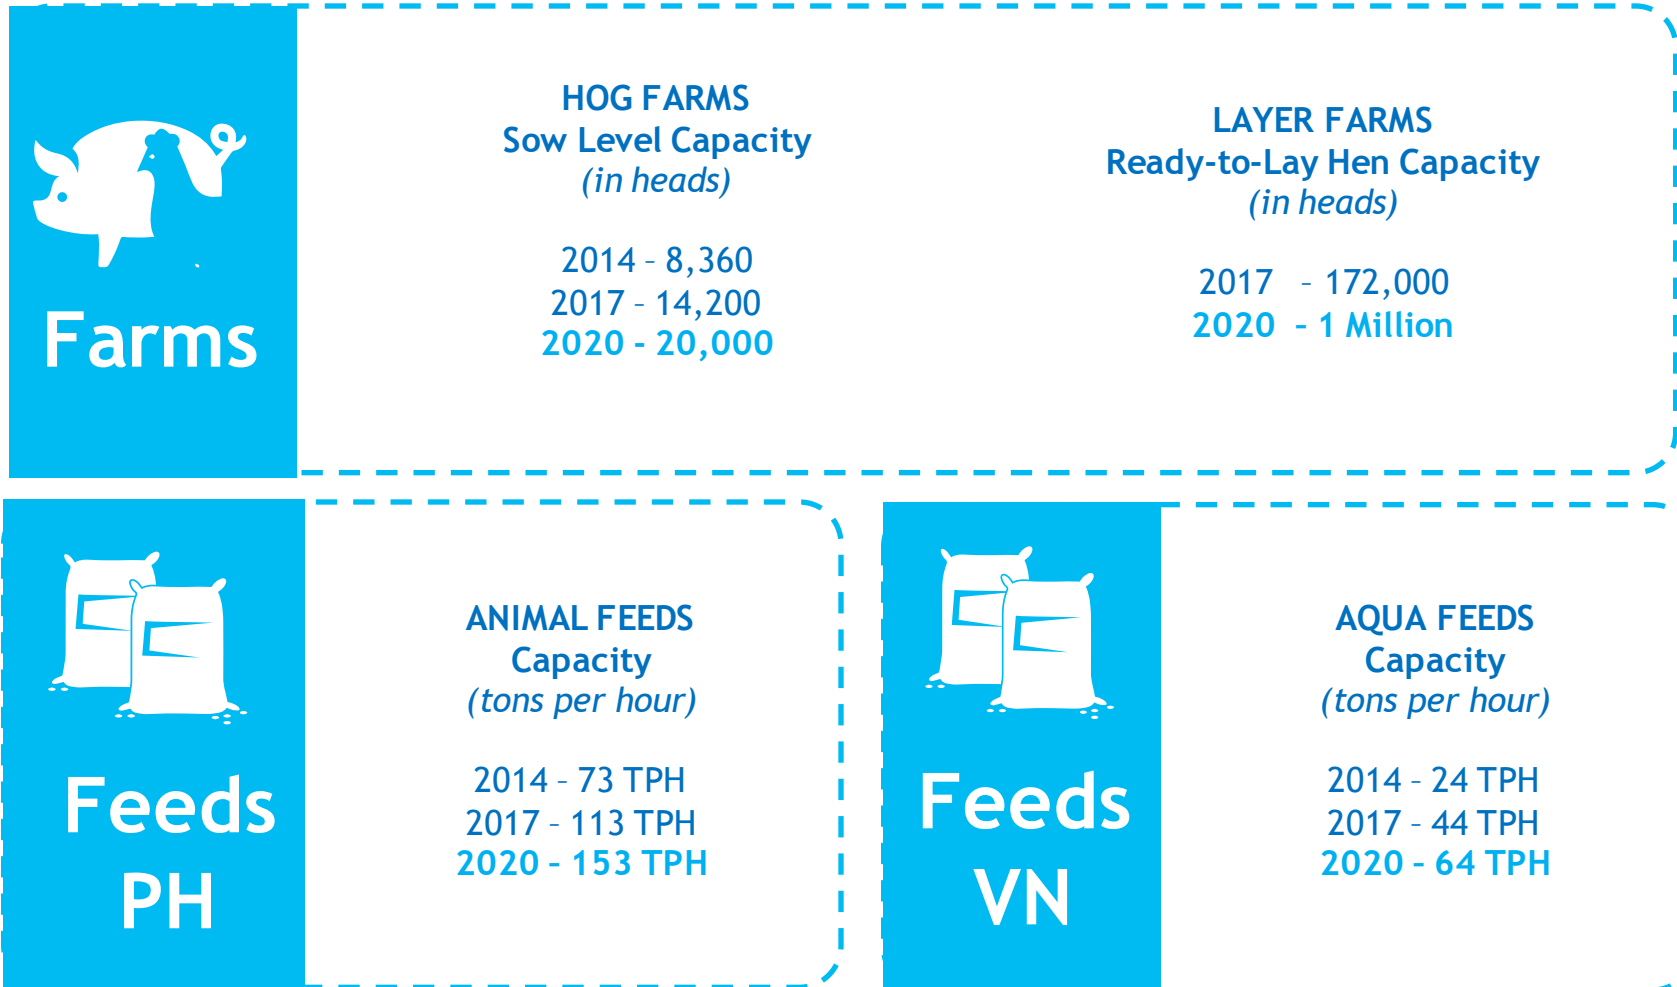 Farms
HOG FARMS
Sow Level Capacity
(in heads)
2014 – 8,360
2017 – 14,200
2020 - 20,000
LAYER FARMS
Ready-to-Lay Hen Capacity
(in heads)
2017 – 172,000
2020 – 1 Million
Feeds
PH
ANIMAL FEEDS
Capacity
(tons per hour)
2014 – 73 TPH
2017 – 113 TPH
2020 – 153 TPH
Feeds
VN
AQUA FEEDS
Capacity
(tons per hour)
2014 – 24 TPH
2017 – 44 TPH
2020 – 64 TPH